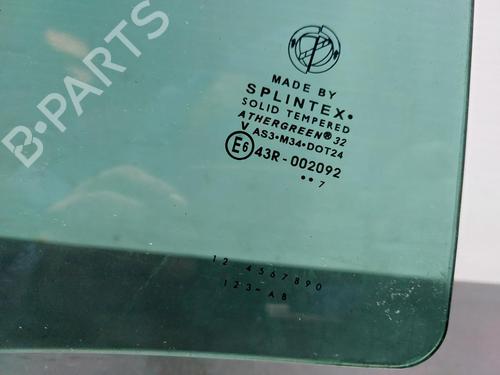 B-PARTS
MADE BY
SPLINTEX•
SOLID TEMPERED
ATHERGREEN® 32
V AS3•M34•DOT24
E6 43R-002092
••7
12 4567890
123-AB